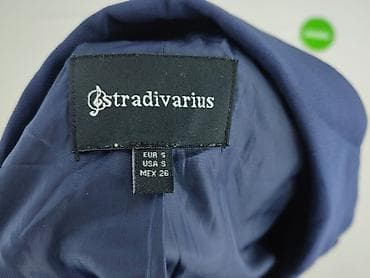 stradivarius
EUR S
USA S
MEX 26